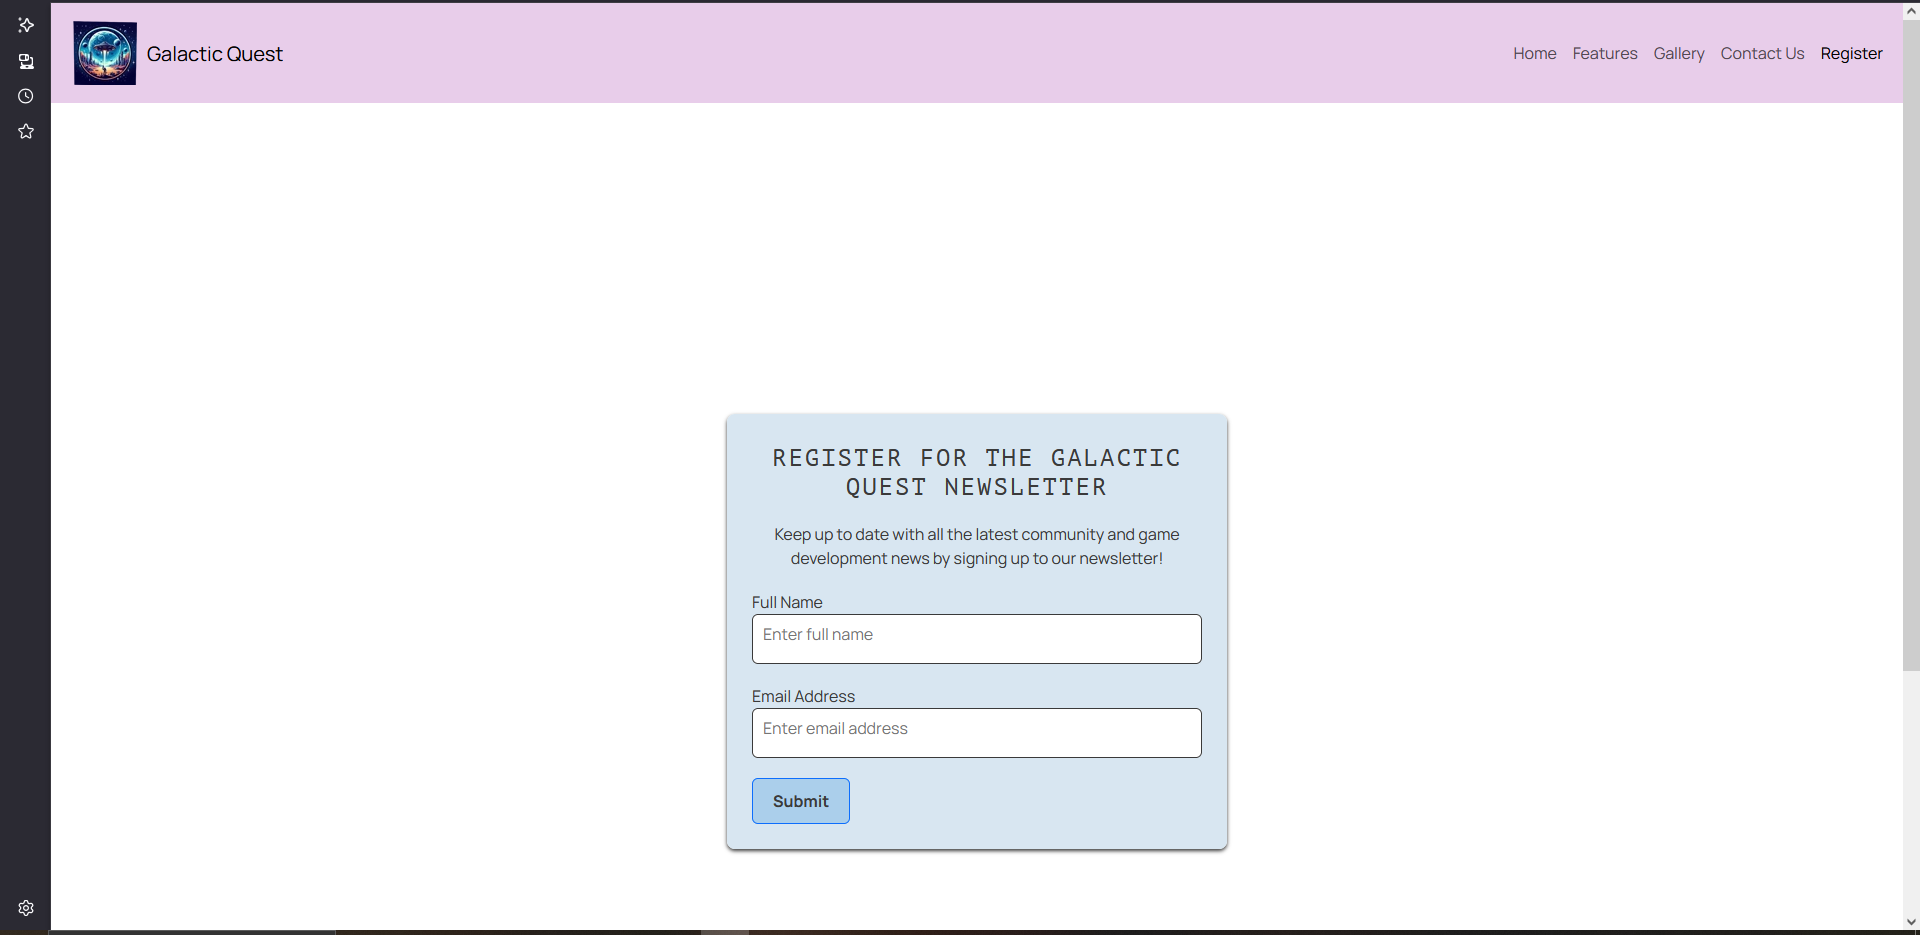 Galactic Quest
Home Features Gallery Contact Us Register
REGISTER FOR THE GALACTIC
QUEST NEWSLETTER
Keep up to date with all the latest community and game
development news by signing up to our newsletter!
Full Name
Enter full name
Email Address
Enter email address
Submit